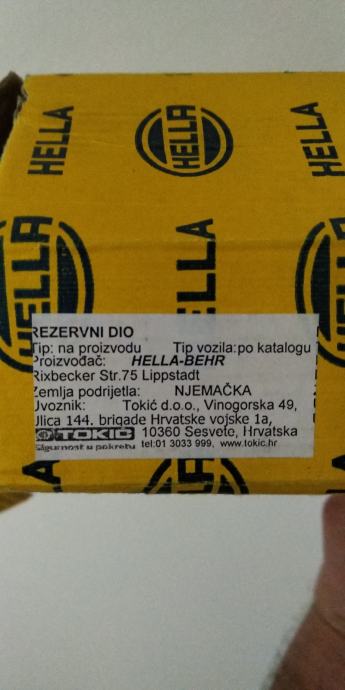 HELLA
HELLA
HELLA
HELLA
HELLA
HELLA
REZERVNI DIO
Tip: na proizvodu Tip vozila:po katalogu
Proizvođač: HELLA-BEHR
Rixbecker Str.75 Lippstadt
Zemlja podrijetla: NJEMAČKA
Uvoznik: Tokić d.o.o., Vinogorska 49,
Ulica 144. brigade Hrvatske vojske 1a,
TOKIĆ 10360 Sesvete, Hrvatska
Sigurnost u pokretu tel:01 3033 999, www.tokic.hr